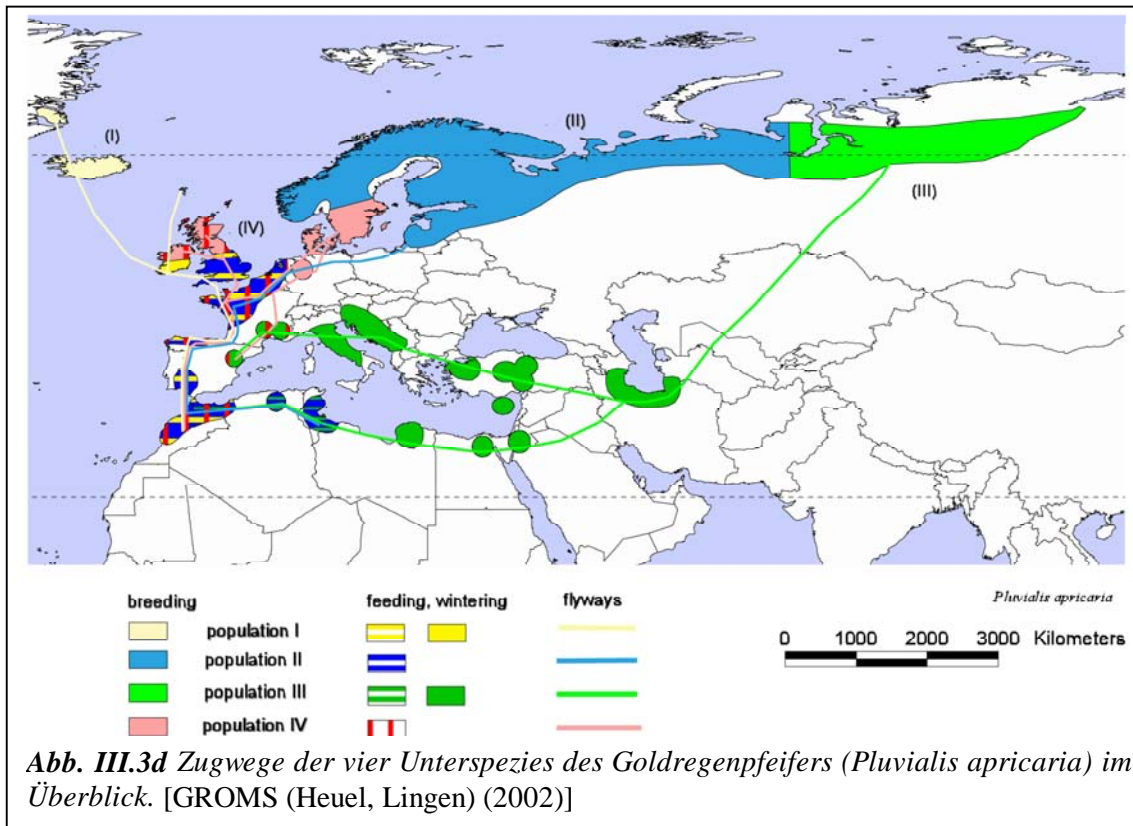 (I)
(II)
(III)
(IV)
breeding
feeding, wintering
flyways
Pluvialis apricaria
population I
population II
population III
population IV
0 1000 2000 3000 Kilometers
Abb. III.3d Zugwege der vier Unterspezies des Goldregenpfeifers (Pluvialis apricaria) im
Überblick. [GROMS (Heuel, Lingen) (2002)]